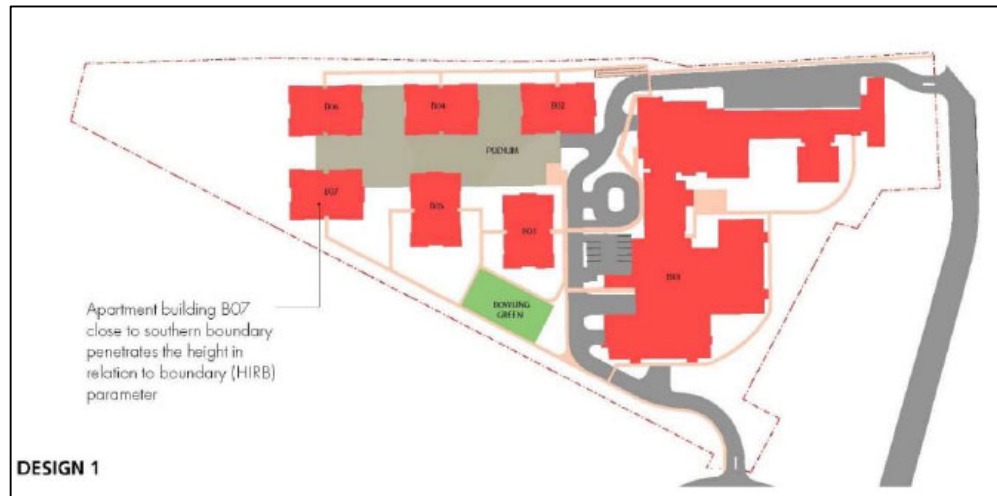 B06
B04
B02
PODIUM
B07
B05
B03
B01
BOWLING
GREEN
Apartment building B07
close to southern boundary
penetrates the height in
relation to boundary (HIRB)
parameter
DESIGN 1